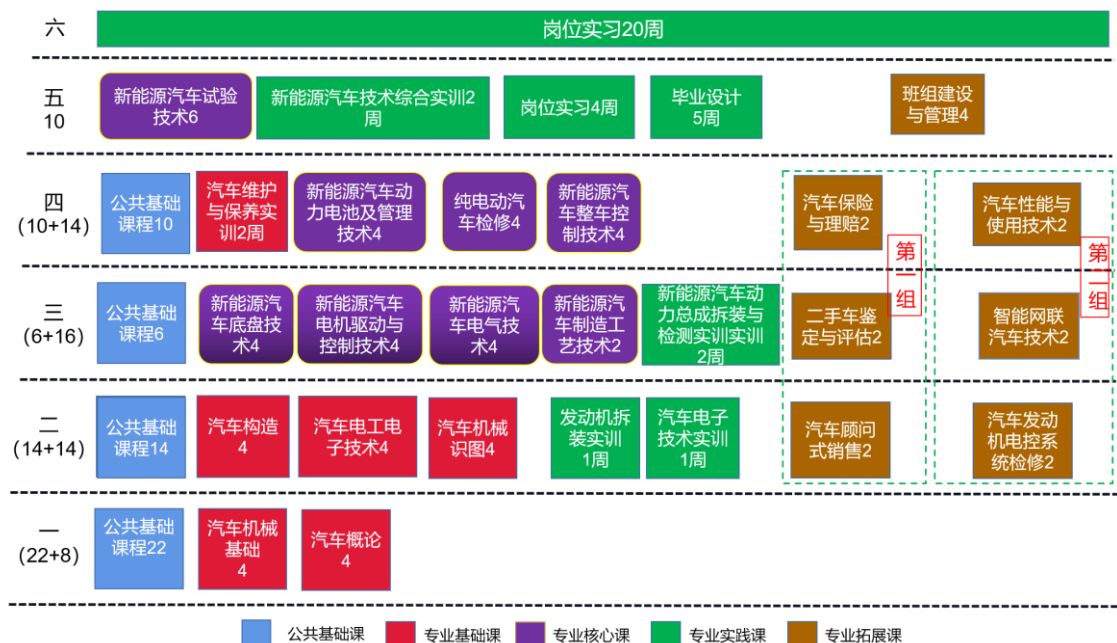 六
岗位实习20周
五
10
新能源汽车试验
技术6
新能源汽车技术综合实训2
周
岗位实习4周
毕业设计
5周
班组建设
与管理4
四
(10+14)
公共基础
课程10
汽车维护
与保养实
训2周
新能源汽车动
力电池及管理
技术4
纯电动汽
车检修4
新能源汽
车整车控
制技术4
汽车保险
与理赔2
汽车性能与
使用技术2
第
一
组
第
二
组
三
(6+16)
公共基础
课程6
新能源汽
车底盘技
术4
新能源汽车
电机驱动与
控制技术4
新能源汽
车电气技
术4
新能源汽
车制造工
艺技术2
新能源汽车动
力总成拆装与
检测实训实训
2周
二手车鉴
定与评估2
智能网联
汽车技术2
二
(14+14)
公共基础
课程14
汽车构造
4
汽车电工电
子技术4
汽车机械
识图4
发动机拆
装实训
1周
汽车电子
技术实训
1周
汽车顾问
式销售2
汽车发动
机电控系
统检修2
一
(22+8)
公共基础
课程22
汽车机械
基础
4
汽车概论
4
公共基础课
专业基础课
专业核心课
专业实践课
专业拓展课